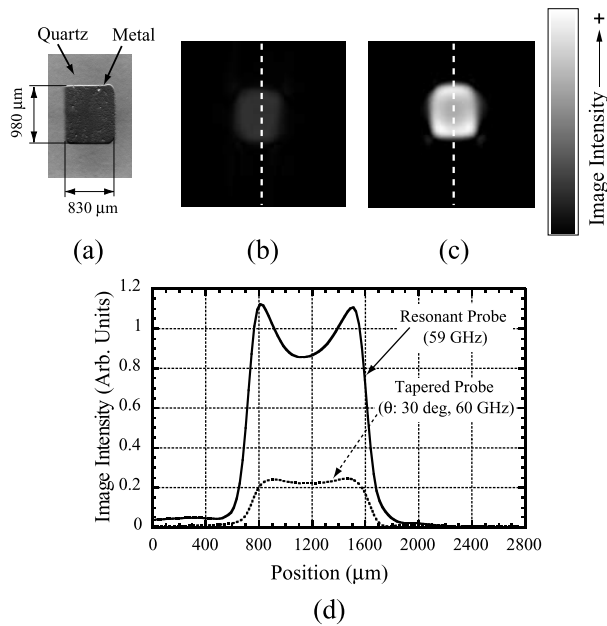 Quartz
Metal
980 μm
830 μm
(a)
(b)
(c)
Image Intensity
+
1.2
1
0.8
0.6
0.4
0.2
0
Image Intensity (Arb. Units)
Resonant Probe
(59 GHz)
Tapered Probe
(θ: 30 deg, 60 GHz)
0 400 800 1200 1600 2000 2400 2800
Position (μm)
(d)